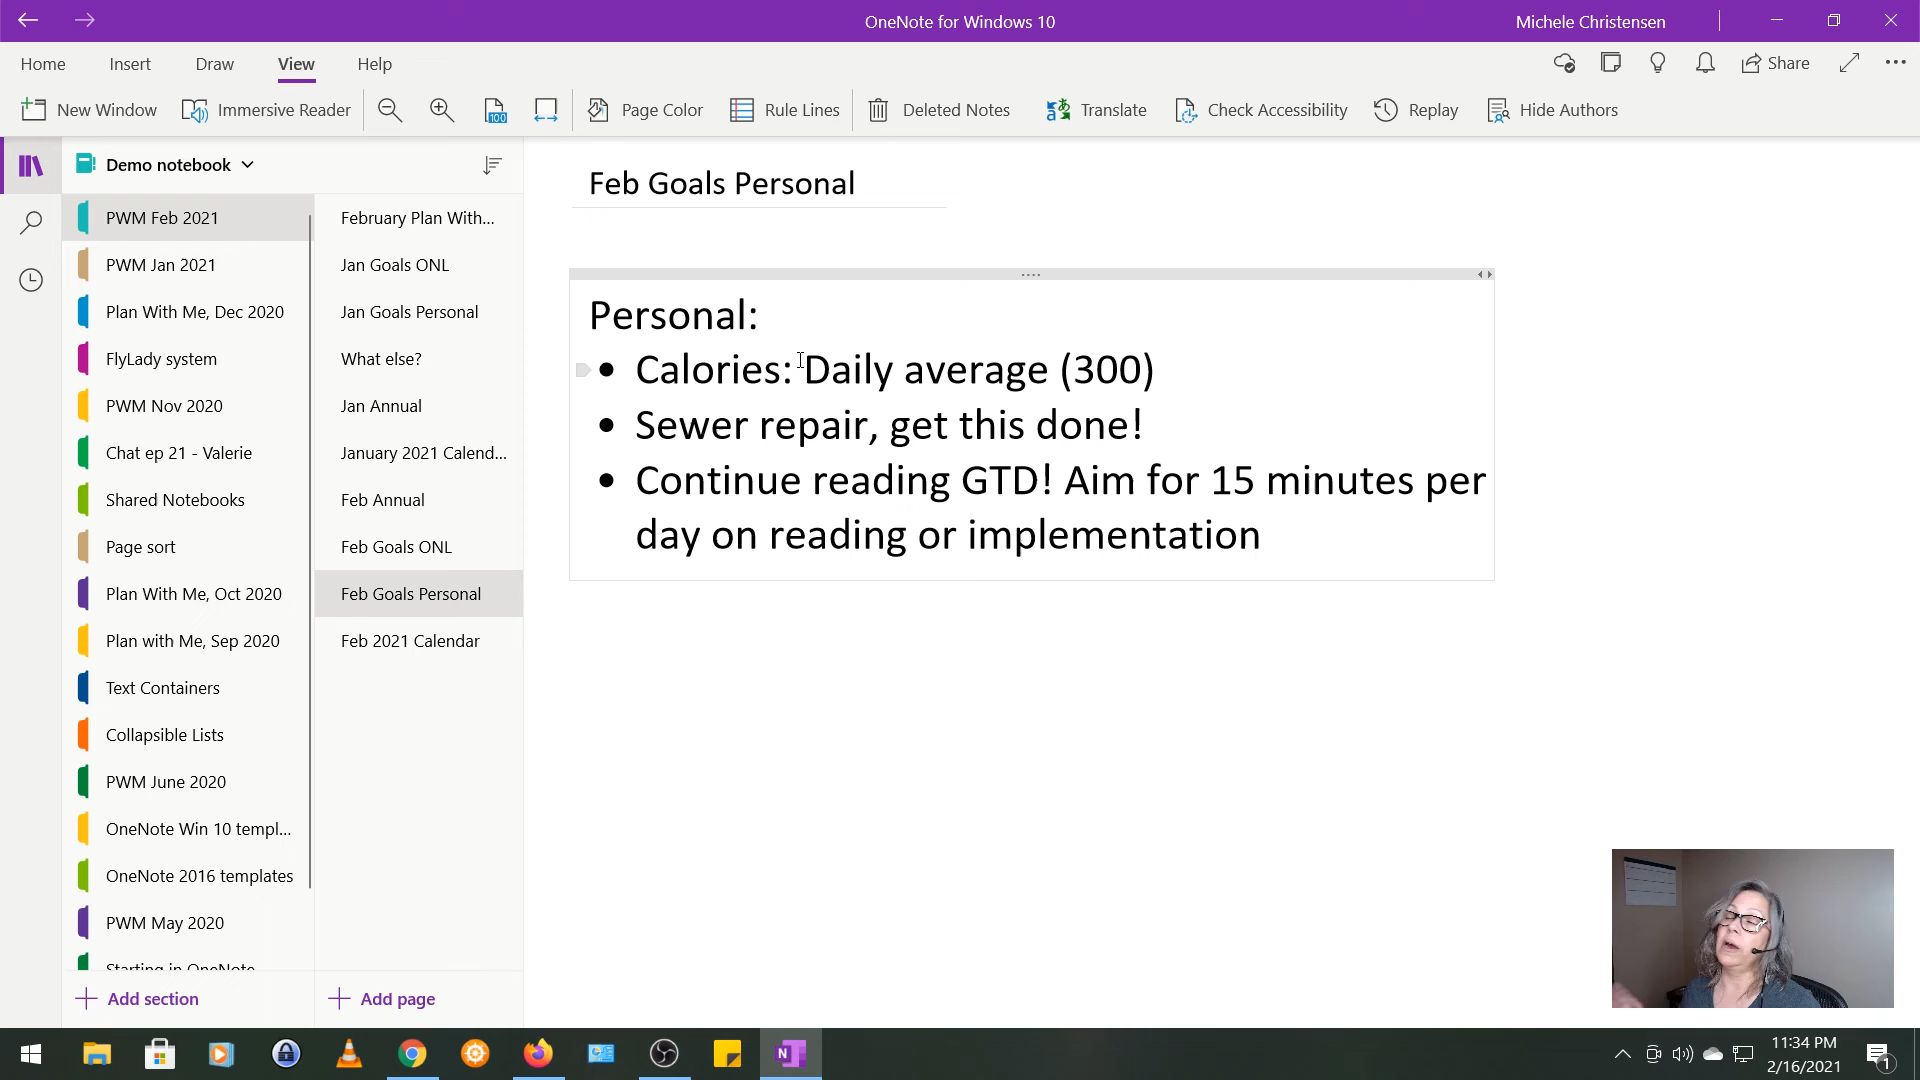 OneNote for Windows 10
Michele Christensen
Home Insert Draw View Help
Share
New Window Immersive Reader 100 Page Color Rule Lines Deleted Notes Translate Check Accessibility Replay Hide Authors
Demo notebook
PWM Feb 2021
PWM Jan 2021
Plan With Me, Dec 2020
FlyLady system
PWM Nov 2020
Chat ep 21 - Valerie
Shared Notebooks
Page sort
Plan With Me, Oct 2020
Plan with Me, Sep 2020
Text Containers
Collapsible Lists
PWM June 2020
OneNote Win 10 templ...
OneNote 2016 templates
PWM May 2020
Starting in OneNote
Add section
February Plan With...
Jan Goals ONL
Jan Goals Personal
What else?
Jan Annual
January 2021 Calend...
Feb Annual
Feb Goals ONL
Feb Goals Personal
Feb 2021 Calendar
Add page
Feb Goals Personal
Personal:
• Calories: Daily average (300)
• Sewer repair, get this done!
• Continue reading GTD! Aim for 15 minutes per
day on reading or implementation
N
11:34 PM
2/16/2021
1